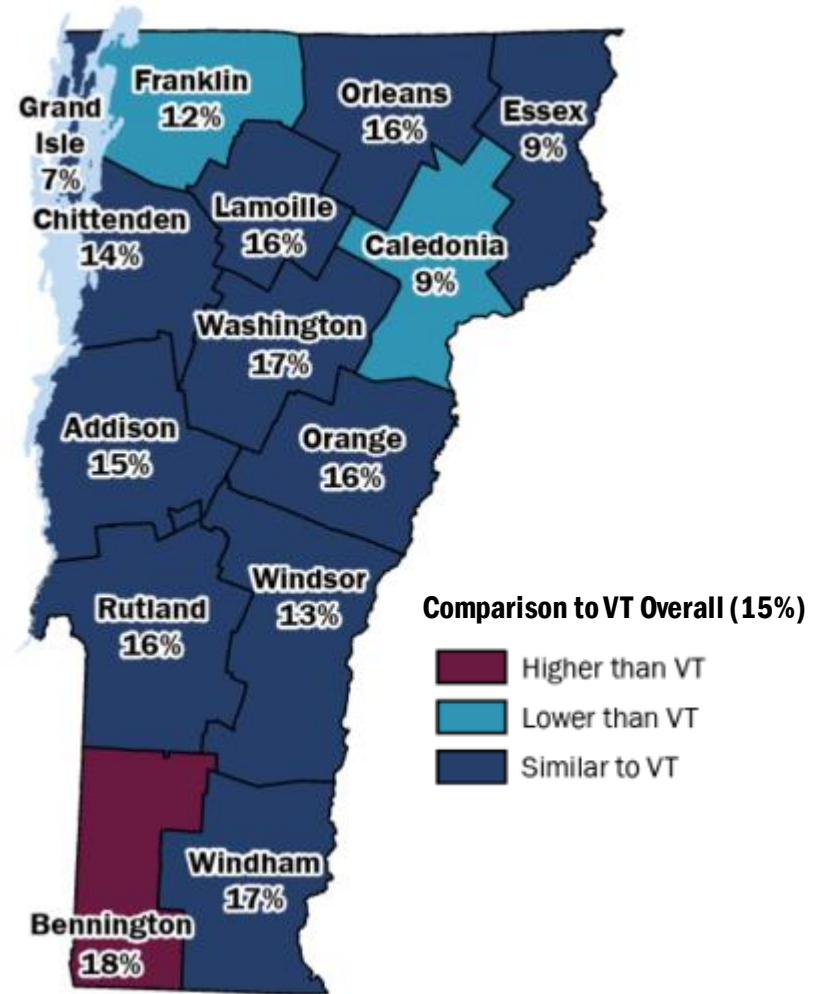 Franklin
12%
Orleans
16%
Essex
9%
Grand
Isle
7%
Chittenden
14%
Lamoille
16%
Caledonia
9%
Washington
17%
Addison
15%
Orange
16%
Windsor
13%
Rutland
16%
Comparison to VT Overall (15%)
Higher than VT
Lower than VT
Similar to VT
Windham
17%
Bennington
18%